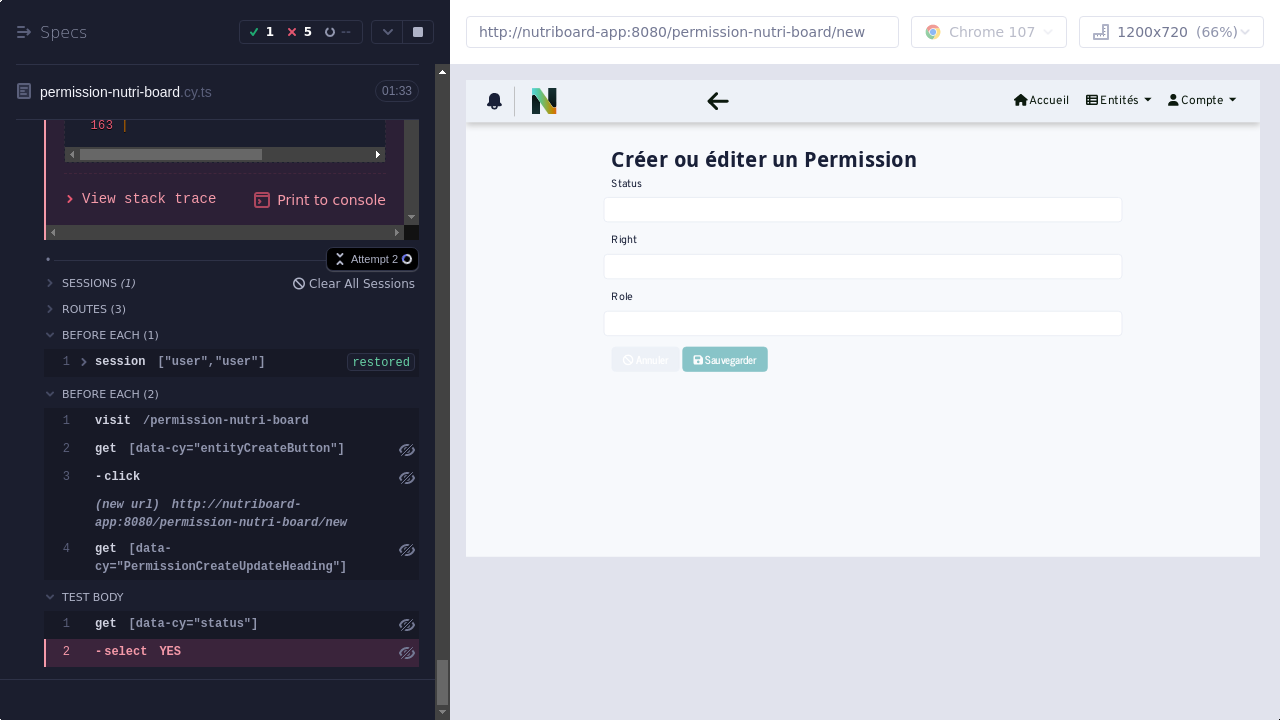 Specs
1
5
--
permission-nutri-board.cy.ts
01:33
163 |
View stack trace
Print to console
Attempt 2
SESSIONS (1)
Clear All Sessions
ROUTES (3)
BEFORE EACH (1)
1 session ["user","user"] restored
BEFORE EACH (2)
1 visit /permission-nutri-board
2 get [data-cy="entityCreateButton"]
3 -click
(new url) http://nutriboard-
app:8080/permission-nutri-board/new
4 get [data-
cy="PermissionCreateUpdateHeading"]
TEST BODY
1 get [data-cy="status"]
2 -select YES
http://nutriboard-app:8080/permission-nutri-board/new
Chrome 107
1200x720 (66%)
N
Accueil
Entités
Compte
Créer ou éditer un Permission
Status
Right
Role
Annuler
Sauvegarder